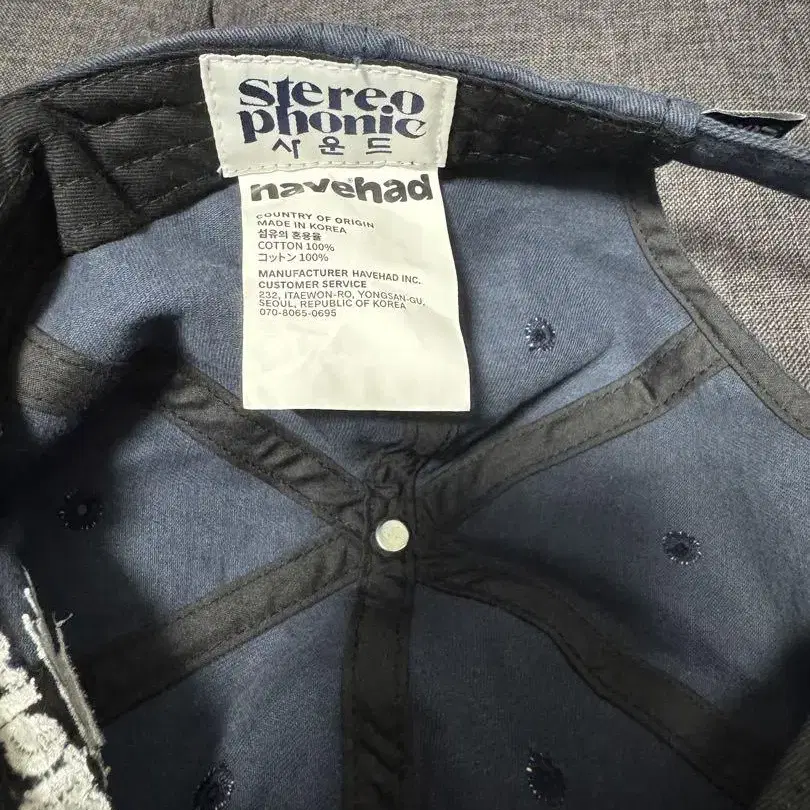 Stereo
phonic
사운드
havehad
COUNTRY OF ORIGIN
MADE IN KOREA
섬유의 혼용율
COTTON 100%
コットン 100%
MANUFACTURER HAVEHAD INC.
CUSTOMER SERVICE
232, ITAEWON-RO, YONGSAN-GU,
SEOUL, REPUBLIC OF KOREA
070-8065-0695